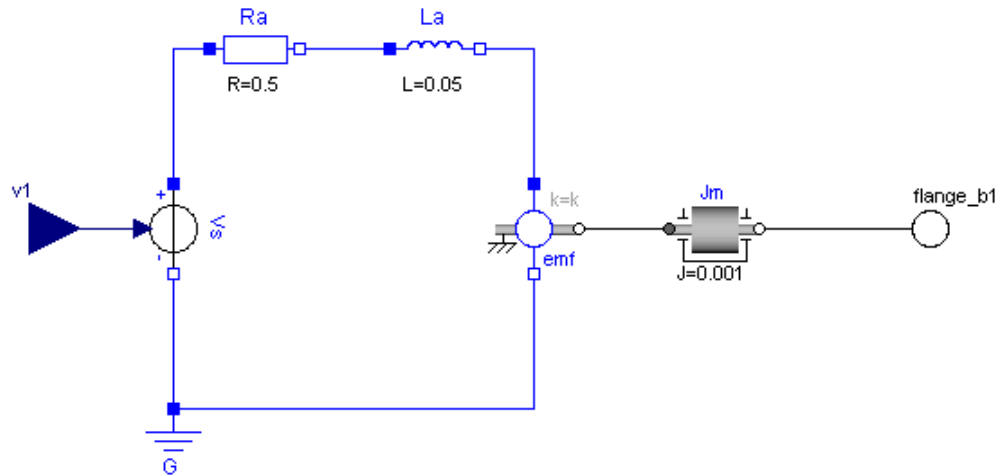 Ra
La
R=0.5
L=0.05
v1
+
Vs
-
k=k
emf
Jm
J=0.001
flange_b1
G